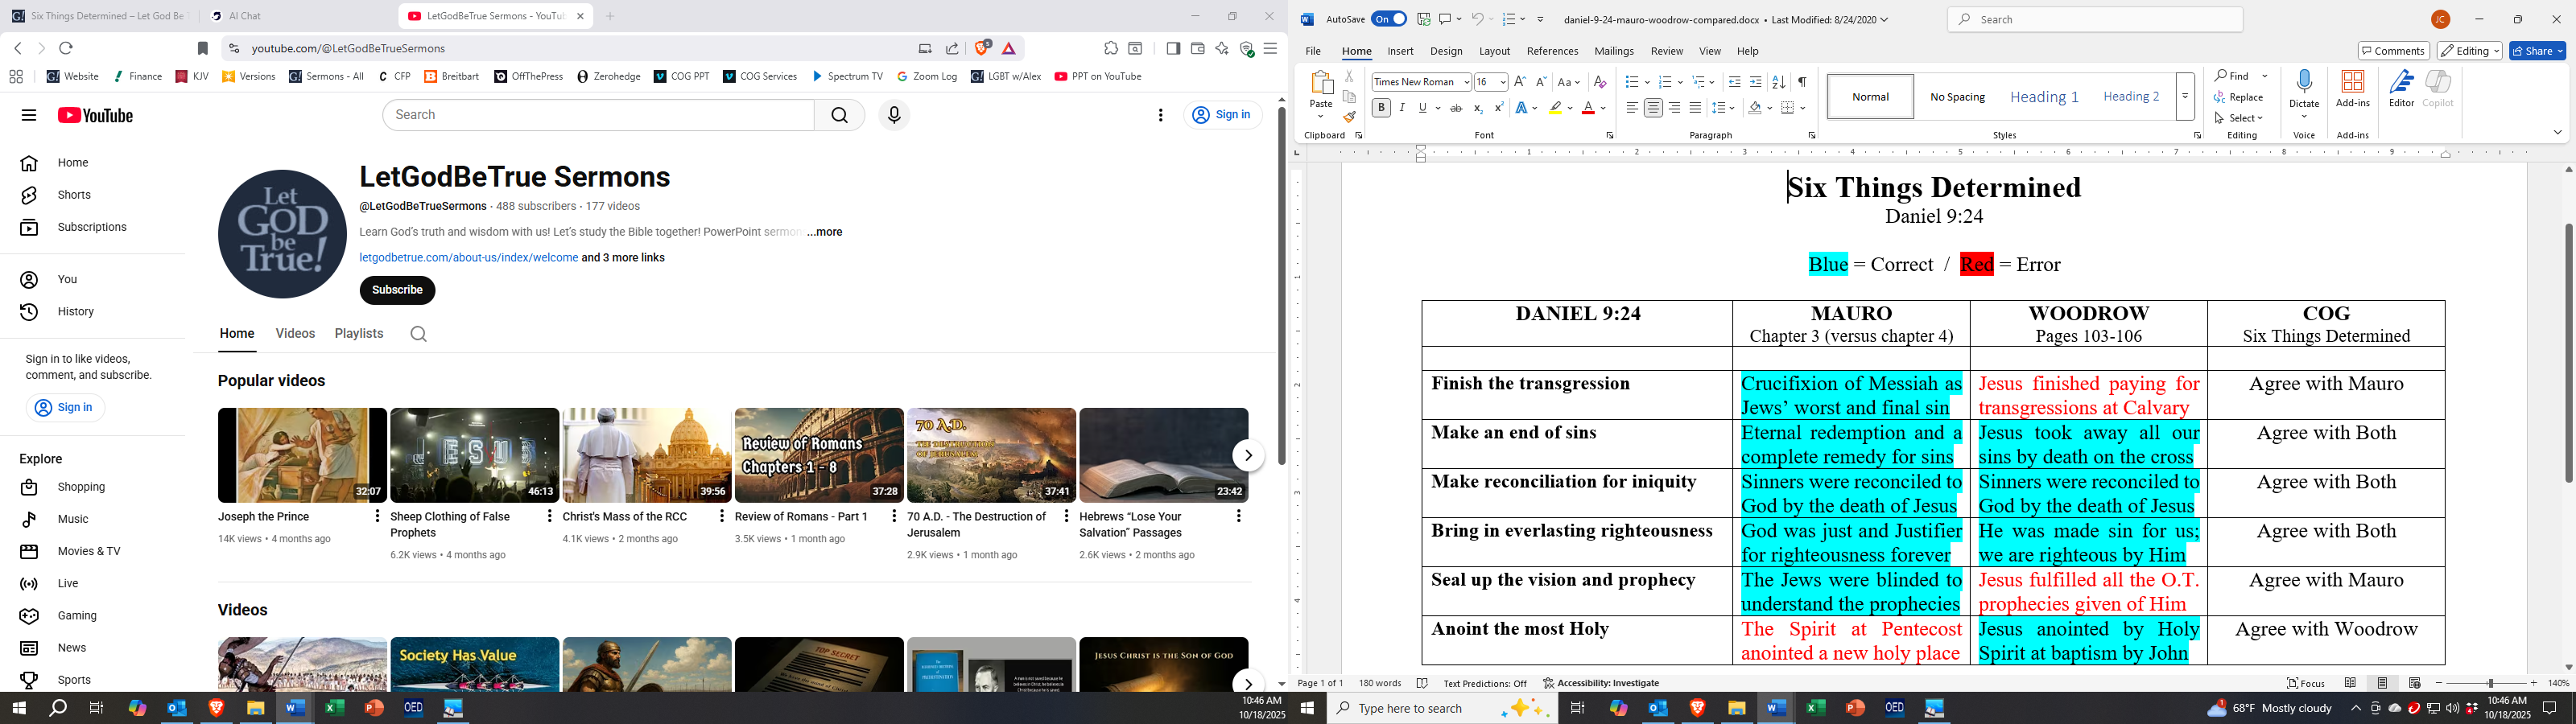 Six Things Determined – Let God Be
AI Chat
LetGodBeTrue Sermons - YouTu
youtube.com/@LetGodBeTrueSermons
Website
Finance
KJV
Versions
Sermons - All
CFP
Breitbart
OffThePress
Zerohedge
COG PPT
COG Services
Spectrum TV
Zoom Log
LGBT w/Alex
PPT on YouTube
YouTube
Search
Sign in
Home
Shorts
Subscriptions
You
History
Sign in to like videos,
comment, and subscribe.
Sign in
Explore
Shopping
Music
Movies & TV
Live
Gaming
News
Sports
Let
GOD
be
True!
LetGodBeTrue Sermons
@LetGodBeTrueSermons · 488 subscribers · 177 videos
Learn God's truth and wisdom with us! Let's study the Bible together! PowerPoint sermon ...more
letgodbetrue.com/about-us/index/welcome and 3 more links
Subscribe
Home Videos Playlists
Popular videos
32:07
46:13
39:56
Review of Romans
Chapters 1 - 8
37:28
70 A.D.
THE DESTRUCTION
OF JERUSALEM
37:41
23:42
Joseph the Prince
14K views • 4 months ago
Sheep Clothing of False
Prophets
6.2K views • 4 months ago
Christ's Mass of the RCC
4.1K views • 2 months ago
Review of Romans - Part 1
3.5K views • 1 month ago
70 A.D. - The Destruction of
Jerusalem
2.9K views • 1 month ago
Hebrews “Lose Your
Salvation” Passages
2.6K views • 2 months ago
Videos
Society Has Value
TOP SECRET
JESUS CHRIST IS THE SON OF GOD
OED
10:46 AM
10/18/2025
AutoSave On
daniel-9-24-mauro-woodrow-compared.docx • Last Modified: 8/24/2020
Search
JC
File Home Insert Design Layout References Mailings Review View Help
Comments
Editing
Share
Paste
Clipboard
Times New Roman
16
Font
Paragraph
Normal
No Spacing
Heading 1
Heading 2
Styles
Find
Replace
Select
Editing
Dictate
Voice
Add-ins
Add-ins
Editor
Copilot
Six Things Determined
Daniel 9:24
Blue = Correct / Red = Error
DANIEL 9:24
MAURO
Chapter 3 (versus chapter 4)
WOODROW
Pages 103-106
COG
Six Things Determined
Finish the transgression
Crucifixion of Messiah as
Jews’ worst and final sin
Jesus finished paying for
transgressions at Calvary
Agree with Mauro
Make an end of sins
Eternal redemption and a
complete remedy for sins
Jesus took away all our
sins by death on the cross
Agree with Both
Make reconciliation for iniquity
Sinners were reconciled to
God by the death of Jesus
Sinners were reconciled to
God by the death of Jesus
Agree with Both
Bring in everlasting righteousness
God was just and Justifier
for righteousness forever
He was made sin for us;
we are righteous by Him
Agree with Both
Seal up the vision and prophecy
The Jews were blinded to
understand the prophecies
Jesus fulfilled all the O.T.
prophecies given of Him
Agree with Mauro
Anoint the most Holy
The Spirit at Pentecost
anointed a new holy place
Jesus anointed by Holy
Spirit at baptism by John
Agree with Woodrow
Page 1 of 1
180 words
Text Predictions: Off
Accessibility: Investigate
Focus
140%
Type here to search
OED
68°F Mostly cloudy
10:46 AM
10/18/2025